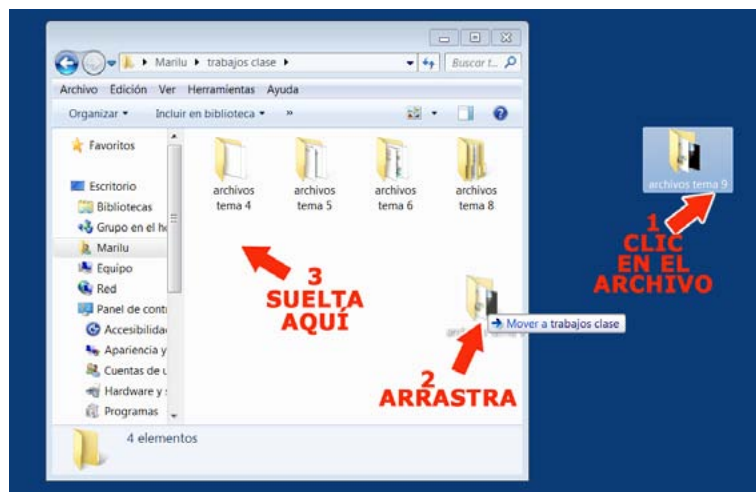 Marilu ▸ trabajos clase ▸
Buscar t...
Archivo Edición Ver Herramientas Ayuda
Organizar ▾ Incluir en biblioteca ▾ »
Favoritos
Escritorio
Bibliotecas
Grupo en el h
Marilu
Equipo
Red
Panel de cont
Accesibilida
Apariencia y
Cuentas de u
Hardware y
Programas
archivos
tema 4
archivos
tema 5
archivos
tema 6
archivos
tema 8
3
SUELTA
AQUÍ
Mover a trabajos clase
2
ARRASTRA
4 elementos
archivos tema 9
1
CLIC
EN EL
ARCHIVO